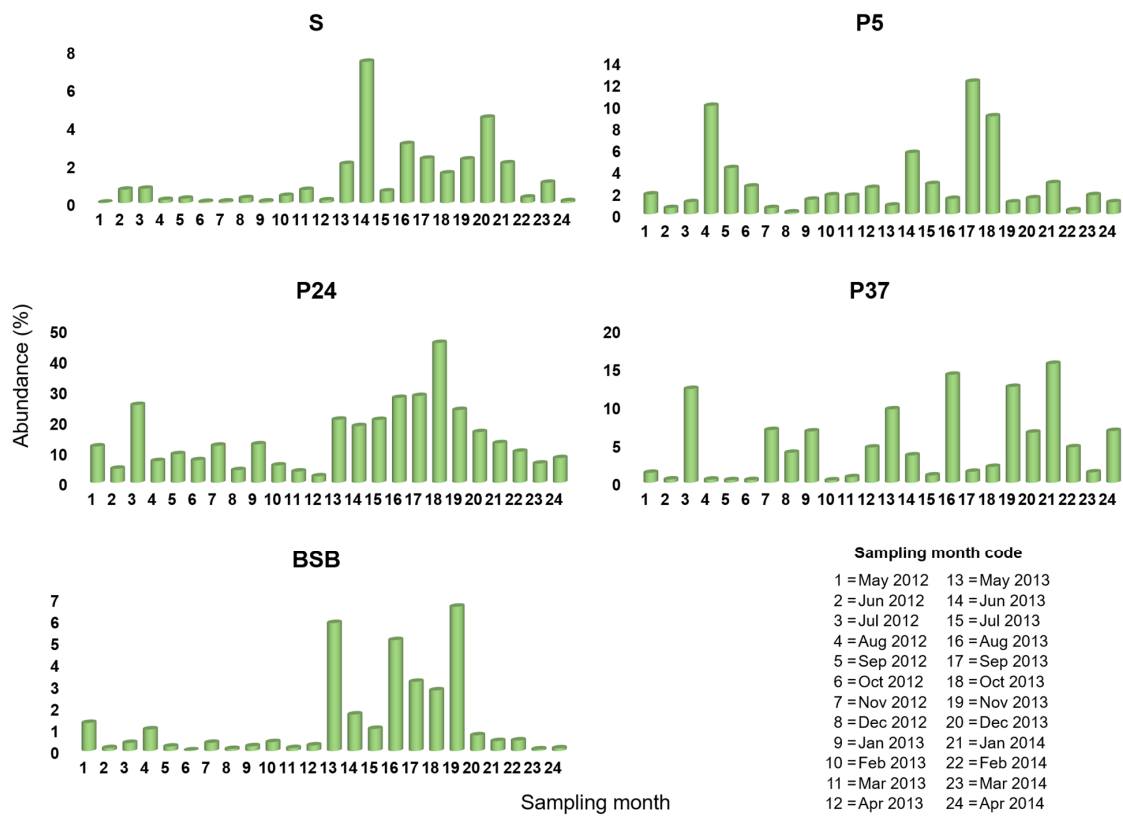 S
8
6
4
2
0
1 2 3 4 5 6 7 8 9 10 11 12 13 14 15 16 17 18 19 20 21 22 23 24
P5
14
12
10
8
6
4
2
0
1 2 3 4 5 6 7 8 9 10 11 12 13 14 15 16 17 18 19 20 21 22 23 24
Abundance (%)
P24
50
40
30
20
10
0
1 2 3 4 5 6 7 8 9 10 11 12 13 14 15 16 17 18 19 20 21 22 23 24
P37
20
15
10
5
0
1 2 3 4 5 6 7 8 9 10 11 12 13 14 15 16 17 18 19 20 21 22 23 24
BSB
7
6
5
4
3
2
1
0
1 2 3 4 5 6 7 8 9 10 11 12 13 14 15 16 17 18 19 20 21 22 23 24
Sampling month
Sampling month code
1 =May 2012 13 =May 2013
2 =Jun 2012 14 =Jun 2013
3 =Jul 2012 15 =Jul 2013
4 =Aug 2012 16 =Aug 2013
5 =Sep 2012 17 =Sep 2013
6 =Oct 2012 18 =Oct 2013
7 =Nov 2012 19 =Nov 2013
8 =Dec 2012 20 =Dec 2013
9 =Jan 2013 21 =Jan 2014
10 =Feb 2013 22 =Feb 2014
11 =Mar 2013 23 =Mar 2014
12 =Apr 2013 24 =Apr 2014